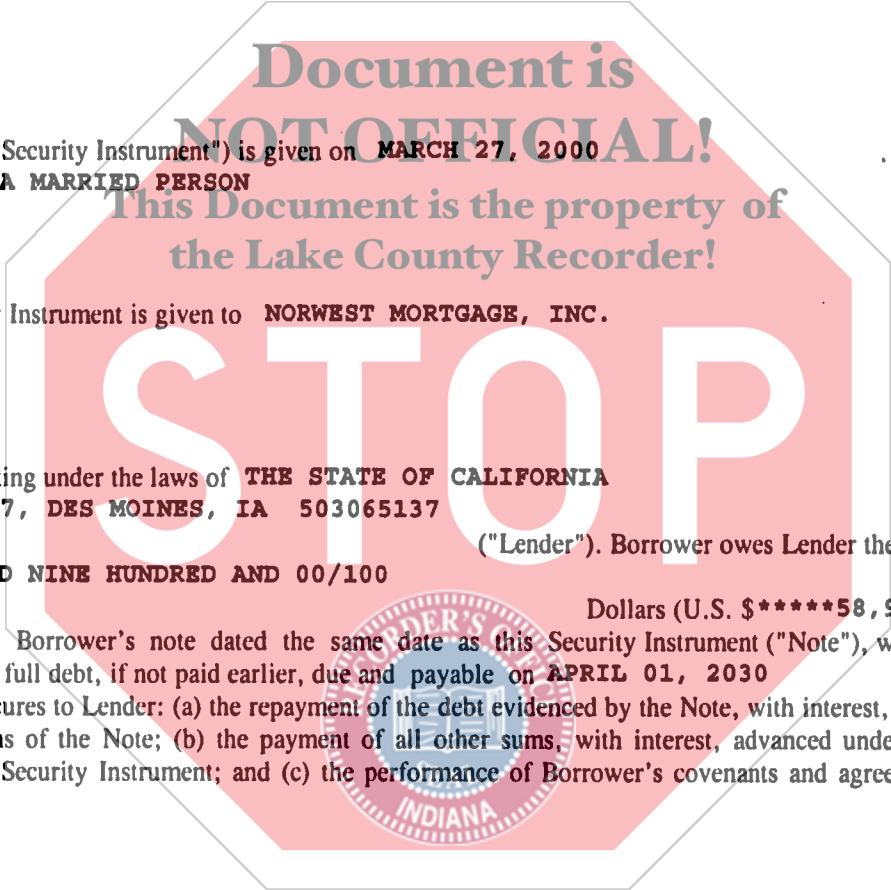 Document is
NOT OFFICIAL!
Security Instrument") is given on MARCH 27, 2000
A MARRIED PERSON
This Document is the property of
the Lake County Recorder!
Instrument is given to NORWEST MORTGAGE, INC.
STOP
ing under the laws of THE STATE OF CALIFORNIA
7, DES MOINES, IA 503065137
("Lender"). Borrower owes Lender the
D NINE HUNDRED AND 00/100
Dollars (U.S. $*****58,9
Borrower's note dated the same date as this Security Instrument ("Note"), w
full debt, if not paid earlier, due and payable on APRIL 01, 2030
ures to Lender: (a) the repayment of the debt evidenced by the Note, with interest,
s of the Note; (b) the payment of all other sums, with interest, advanced unde
Security Instrument; and (c) the performance of Borrower's covenants and agree
RECORDER'S OFFICE
INDIANA